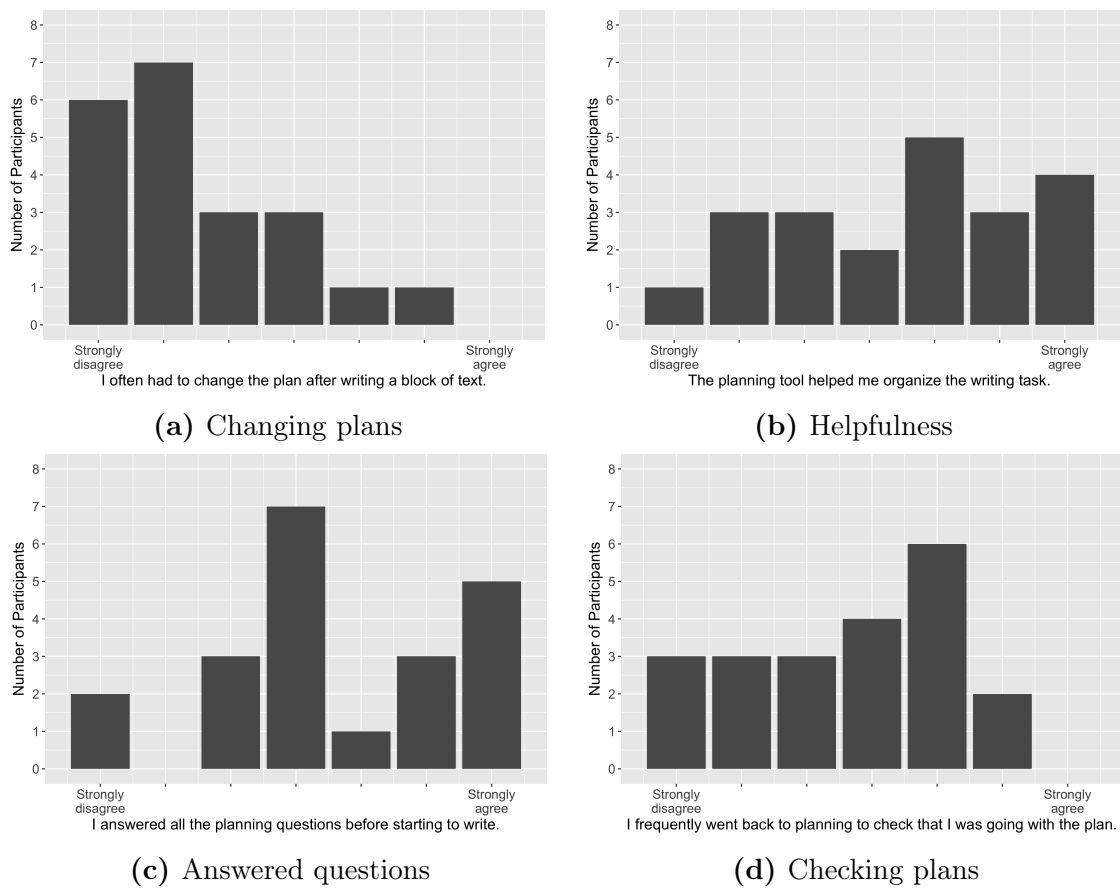 8
7
6
5
4
3
2
1
0
Number of Participants
Strongly
disagree
Strongly
agree
I often had to change the plan after writing a block of text.
(a) Changing plans
8
7
6
5
4
3
2
1
0
Number of Participants
Strongly
disagree
Strongly
agree
The planning tool helped me organize the writing task.
(b) Helpfulness
8
7
6
5
4
3
2
1
0
Number of Participants
Strongly
disagree
Strongly
agree
I answered all the planning questions before starting to write.
(c) Answered questions
8
7
6
5
4
3
2
1
0
Number of Participants
Strongly
disagree
Strongly
agree
I frequently went back to planning to check that I was going with the plan.
(d) Checking plans